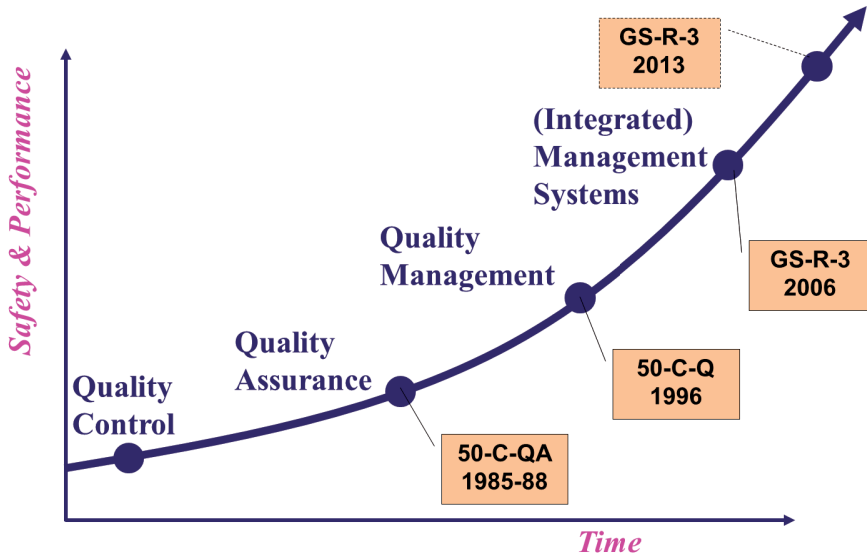 GS-R-3
2013
(Integrated)
Management
Systems
Quality
Management
GS-R-3
2006
Quality
Assurance
50-C-Q
1996
Quality
Control
50-C-QA
1985-88
Safety & Performance
Time